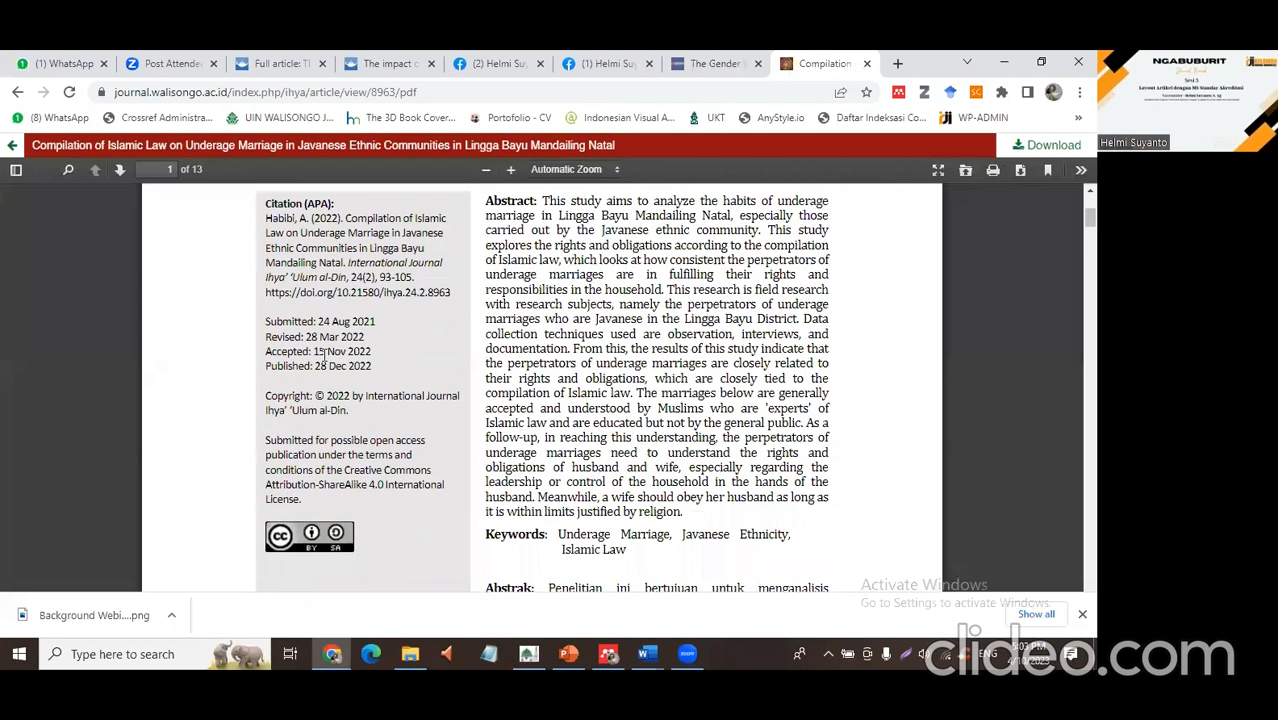 (1) WhatsApp
Post Attende
Full article: Tl
The impact o
(2) Helmi Su
(1) Helmi Suy
The Gender
Compilation
journal.walisongo.ac.id/index.php/ihya/article/view/8963/pdf
(8) WhatsApp
Crossref Administra...
UIN WALISONGO J...
The 3D Book Cover...
Portofolio - CV
Indonesian Visual A...
UKT
AnyStyle.io
Daftar Indeksasi Co...
WP-ADMIN
Compilation of Islamic Law on Underage Marriage in Javanese Ethnic Communities in Lingga Bayu Mandailing Natal
Download
1 of 13
Automatic Zoom
Citation (APA):
Habibi, A. (2022). Compilation of Islamic
Law on Underage Marriage in Javanese
Ethnic Communities in Lingga Bayu
Mandailing Natal. International Journal
Ihya' 'Ulum al-Din, 24(2), 93-105.
https://doi.org/10.21580/ihya.24.2.8963
Submitted: 24 Aug 2021
Revised: 28 Mar 2022
Accepted: 15 Nov 2022
Published: 28 Dec 2022
Copyright: © 2022 by International Journal
Ihya' 'Ulum al-Din.
Submitted for possible open access
publication under the terms and
conditions of the Creative Commons
Attribution-ShareAlike 4.0 International
License.
CC BY SA
Abstract: This study aims to analyze the habits of underage
marriage in Lingga Bayu Mandailing Natal, especially those
carried out by the Javanese ethnic community. This study
explores the rights and obligations according to the compilation
of Islamic law, which looks at how consistent the perpetrators of
underage marriages are in fulfilling their rights and
responsibilities in the household. This research is field research
with research subjects, namely the perpetrators of underage
marriages who are Javanese in the Lingga Bayu District. Data
collection techniques used are observation, interviews, and
documentation. From this, the results of this study indicate that
the perpetrators of underage marriages are closely related to
their rights and obligations, which are closely tied to the
compilation of Islamic law. The marriages below are generally
accepted and understood by Muslims who are 'experts' of
Islamic law and are educated but not by the general public. As a
follow-up, in reaching this understanding, the perpetrators of
underage marriages need to understand the rights and
obligations of husband and wife, especially regarding the
leadership or control of the household in the hands of the
husband. Meanwhile, a wife should obey her husband as long as
it is within limits justified by religion.
Keywords: Underage Marriage, Javanese Ethnicity,
Islamic Law
Abstrak: Penelitian ini bertujuan untuk menganalisis
NGABUBURIT
Sesi 3
Layout Artikel dengan MS Standar Akreditasi
Helmi Suyanto
Activate Windows
Go to Settings to activate Windows.
Background Webi....png
Show all
Type here to search
ENG
5:03 PM
4/10/2023
clideo.com